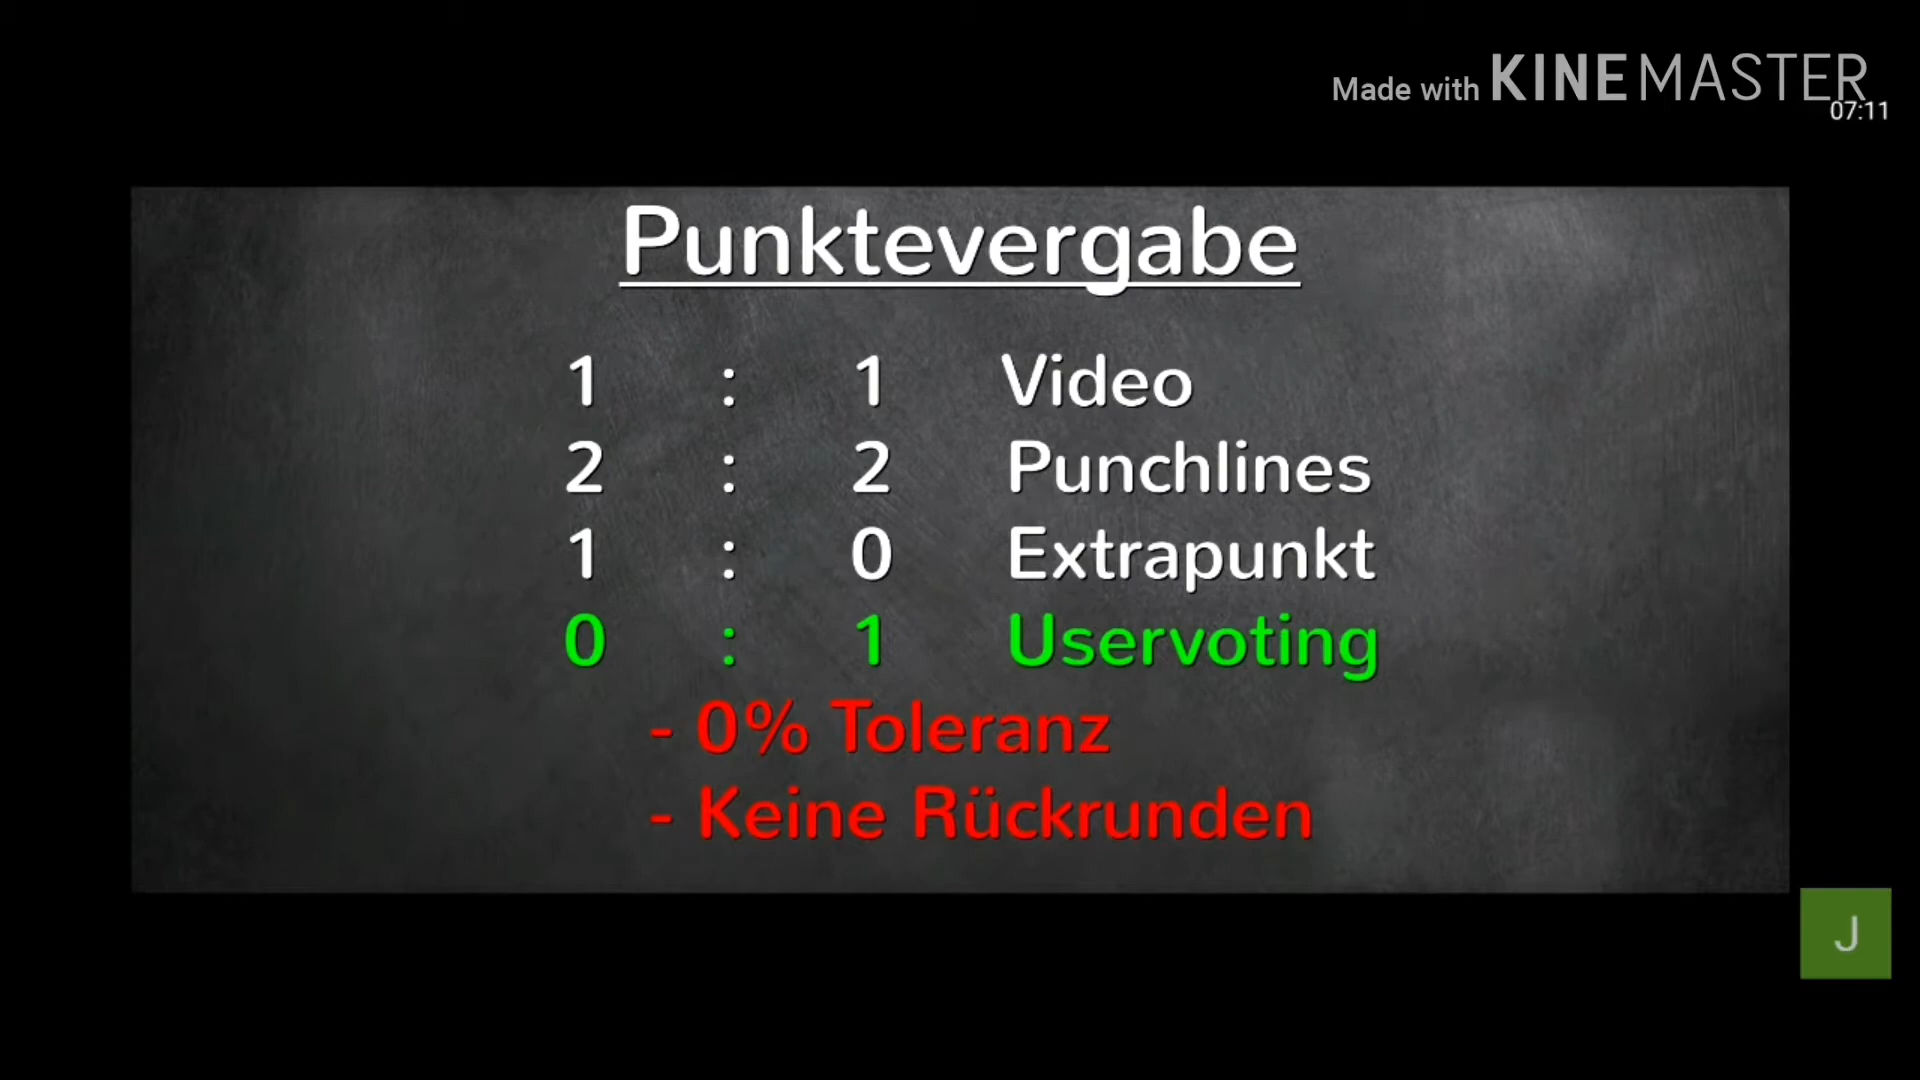 Made with KINEMASTER
07:11
Punktevergabe
1 : 1 Video
2 : 2 Punchlines
1 : 0 Extrapunkt
0 : 1 Uservoting
- 0% Toleranz
- Keine Rückrunden
J